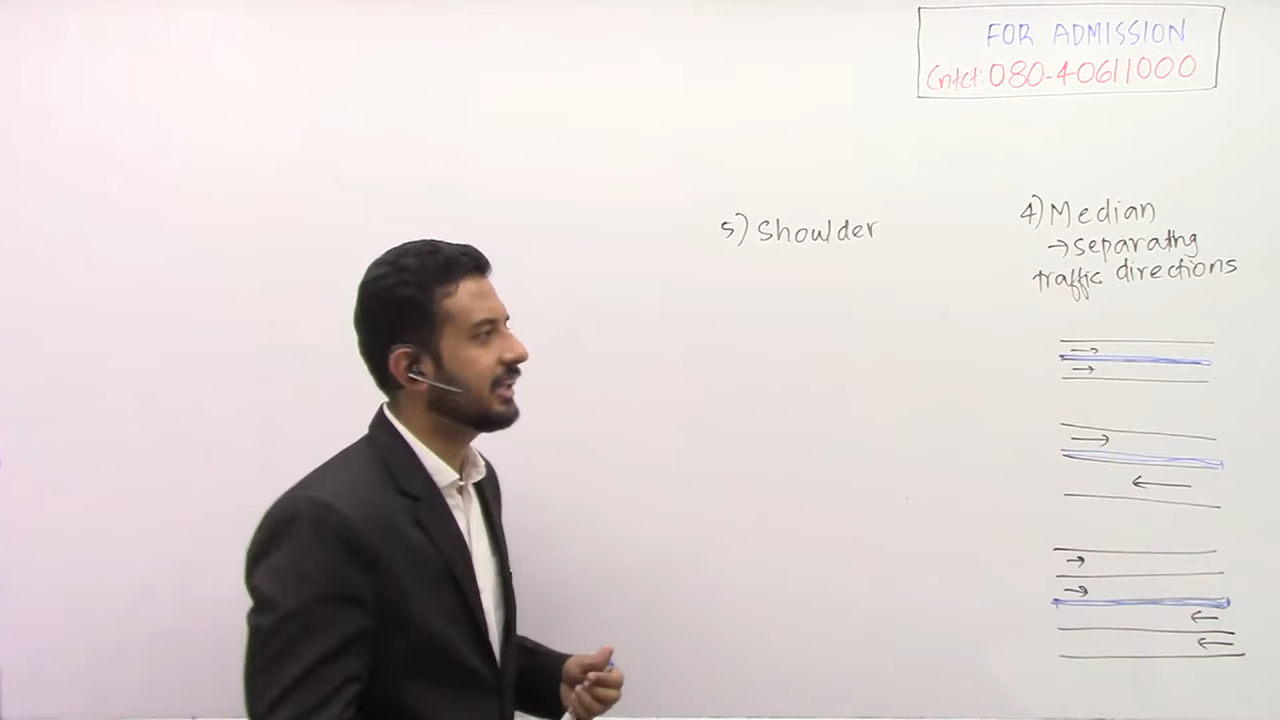 FOR ADMISSION
Cntct: 080-40611000
5) Shoulder
4) Median
→ separating
traffic directions